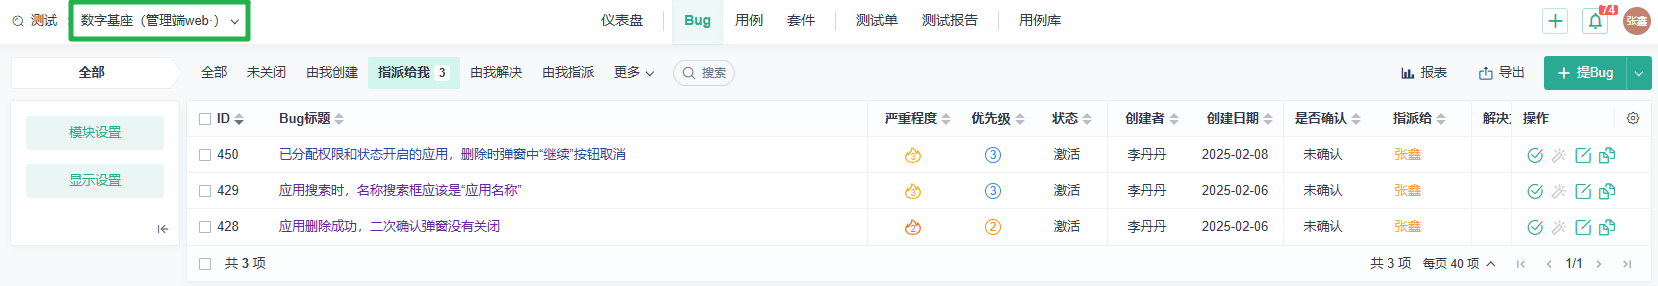 测试 数字基座（管理端web·） 仪表盘 Bug 用例 套件 测试单 测试报告 用例库 74 张鑫
全部 全部 未关闭 由我创建 指派给我 3 由我解决 由我指派 更多 搜索 报表 导出 提Bug
模块设置
显示设置
ID Bug标题 严重程度 优先级 状态 创建者 创建日期 是否确认 指派给 解决 操作
450 已分配权限和状态开启的应用，删除时弹窗中“继续”按钮取消 3 3 激活 李丹丹 2025-02-08 未确认 张鑫
429 应用搜索时，名称搜索框应该是“应用名称” 3 3 激活 李丹丹 2025-02-06 未确认 张鑫
428 应用删除成功，二次确认弹窗没有关闭 2 2 激活 李丹丹 2025-02-06 未确认 张鑫
共 3 项 共 3 项 每页 40 项 1/1